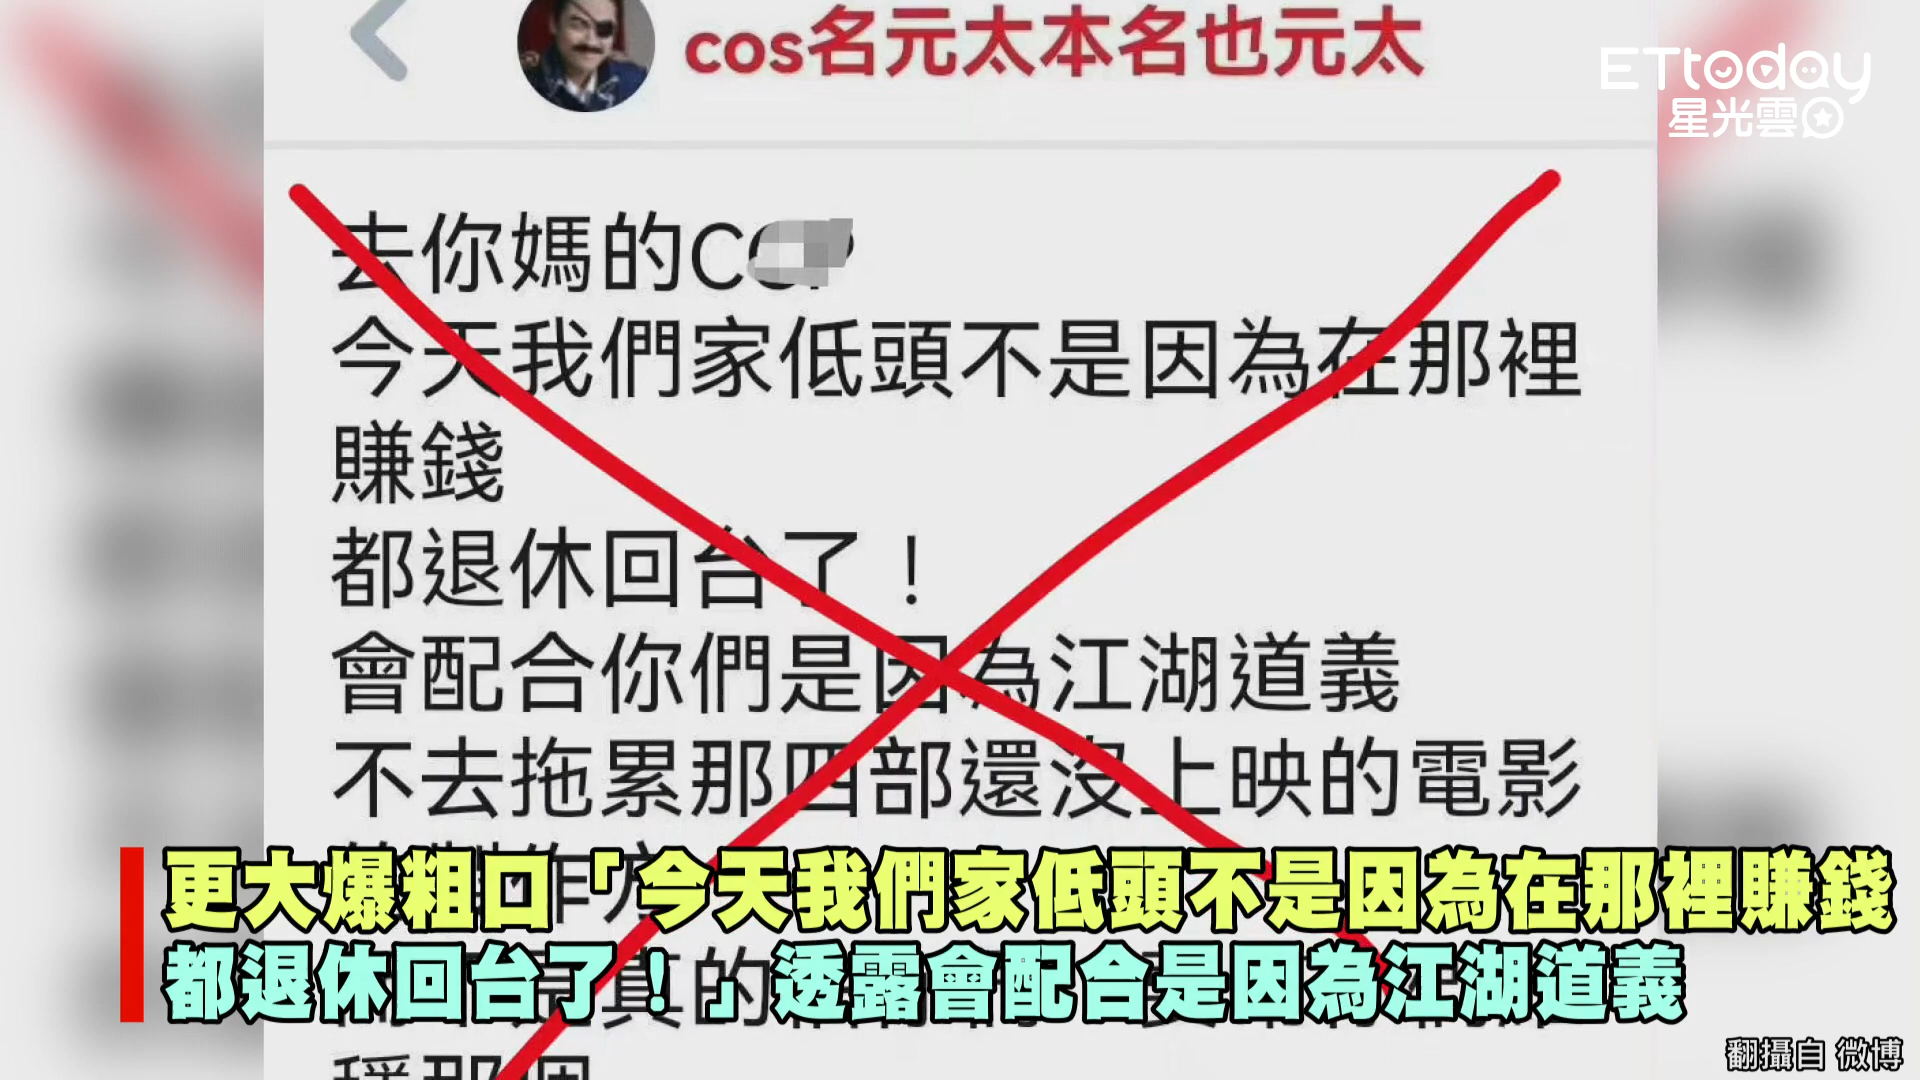 cos名元太本名也元太
ETtoday
星光雲
去你媽的C
今天我們家低頭不是因為在那裡
賺錢
都退休回台了！
會配合你們是因為江湖道義
不去拖累那四部還沒上映的電影
更大爆粗口「今天我們家低頭不是因為在那裡賺錢
都退休回台了！」透露會配合是因為江湖道義
翻攝自 微博